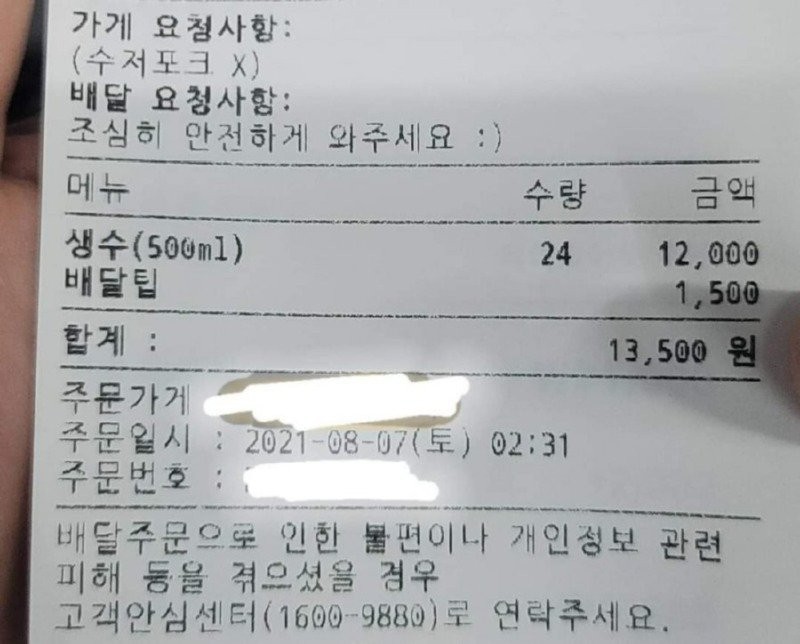 가게 요청사항:
(수저포크 X)
배달 요청사항:
조심히 안전하게 와주세요 :)
메뉴 수량 금액
생수(500ml) 24 12,000
배달팁 1,500
합계 : 13,500 원
주문가게
주문일시 : 2021-08-07(토) 02:31
주문번호 :
배달주문으로 인한 불편이나 개인정보 관련
피해 등을 겪으셨을 경우
고객안심센터(1600-9880)로 연락주세요.